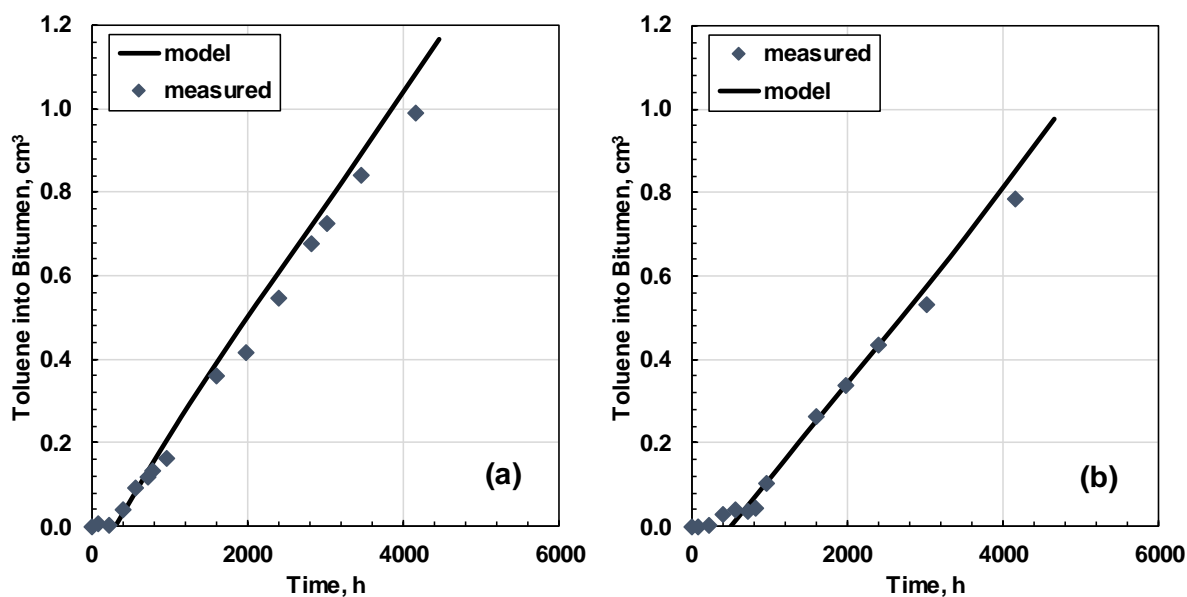 1.2
1.0
0.8
0.6
0.4
0.2
0.0
Toluene into Bitumen, cm³
model
measured
(a)
0 2000 4000 6000
Time, h
1.2
1.0
0.8
0.6
0.4
0.2
0.0
Toluene into Bitumen, cm³
measured
model
(b)
0 2000 4000 6000
Time, h